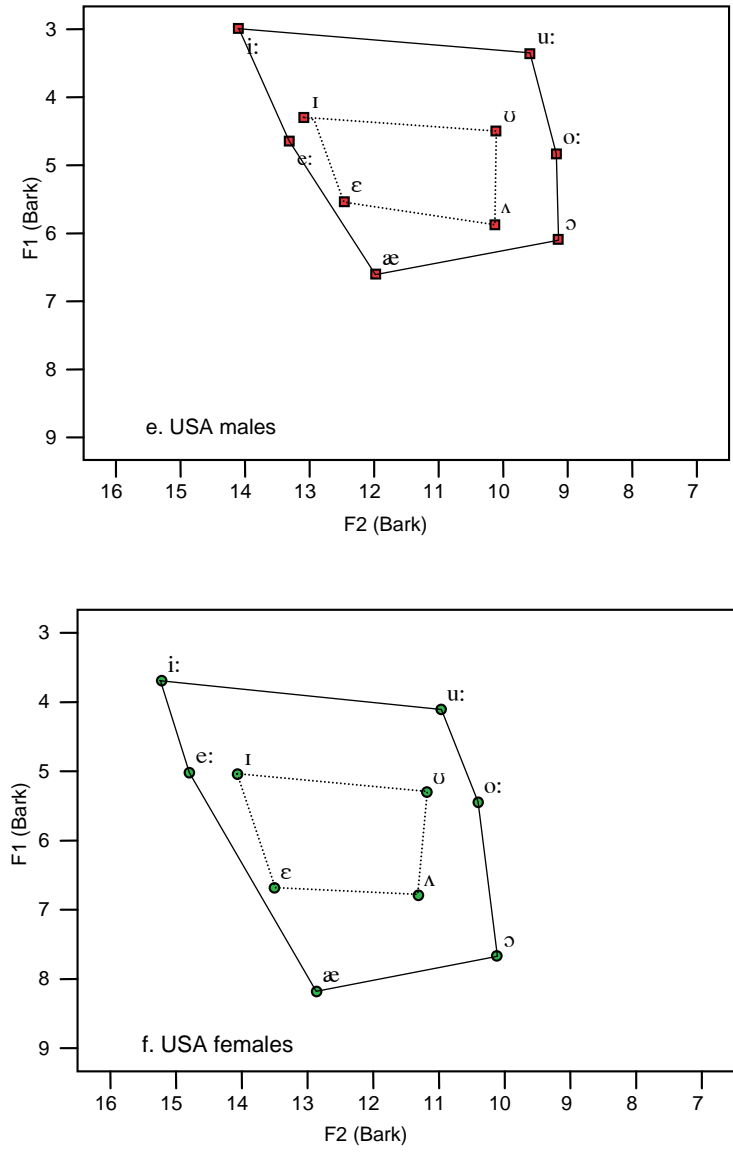 3
i:
u:
4
ɪ
ʊ
o:
5
e:
ɛ
ʌ
ɔ
6
æ
7
8
9
F1 (Bark)
e. USA males
16 15 14 13 12 11 10 9 8 7
F2 (Bark)
3
i:
u:
4
e:
ɪ
ʊ
o:
5
6
ɛ
ʌ
7
ɔ
æ
8
9
F1 (Bark)
f. USA females
16 15 14 13 12 11 10 9 8 7
F2 (Bark)